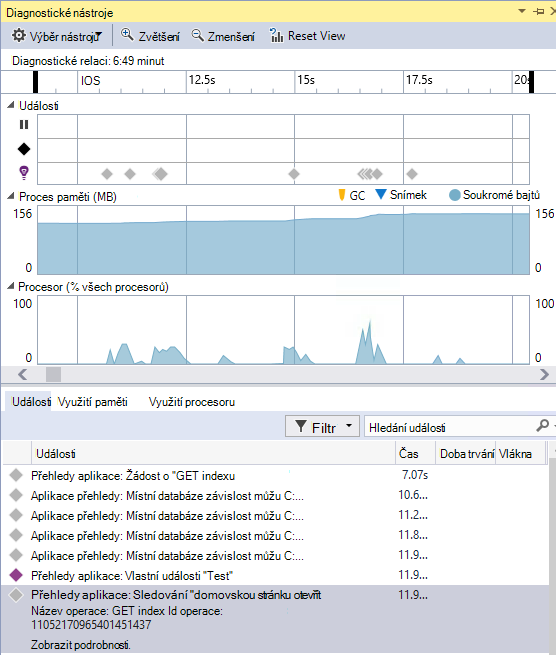 Diagnostické nástroje
Výběr nástrojů Zvětšení Zmenšení Reset View
Diagnostické relaci: 6:49 minut
IOS 12.5s 15s 17.5s 20s
Události
Proces paměti (MB) GC Snímek Soukromé bajtů
156 156
0 0
Procesor (% všech procesorů)
100 100
0 0
Události Využití paměti Využití procesoru
Filtr Hledání události
Události Čas Doba trvání Vlákna
Přehledy aplikace: Žádost o "GET indexu 7.07s
Aplikace přehledy: Místní databáze závislost můžu C:... 10.6...
Aplikace přehledy: Místní databáze závislost můžu C:... 11.2...
Aplikace přehledy: Místní databáze závislost můžu C:... 11.8...
Aplikace přehledy: Místní databáze závislost můžu C:... 11.9...
Přehledy aplikace: Vlastní události "Test" 11.9...
Přehledy aplikace: Sledování "domovskou stránku otevřít 11.9...
Název operace: GET index Id operace:
11052170965401451437
Zobrazit podrobnosti.